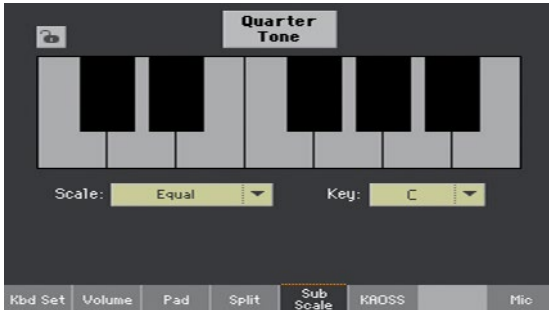 Quarter
Tone
Scale: Equal Key: C
Kbd Set Volume Pad Split Sub Scale KAOSS Mic